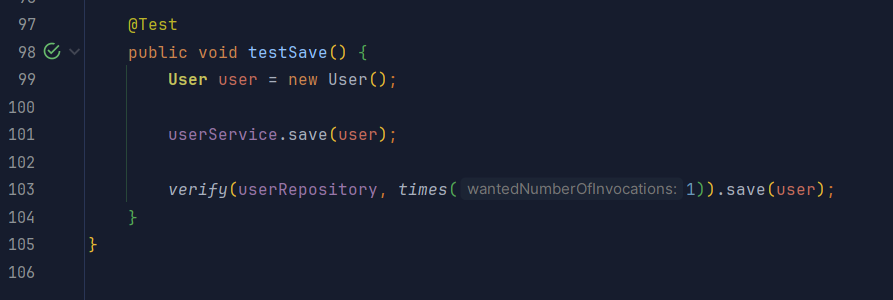 97 @Test
98 public void testSave() {
99 User user = new User();
100
101 userService.save(user);
102
103 verify(userRepository, times( wantedNumberOfInvocations: 1)).save(user);
104 }
105 }
106